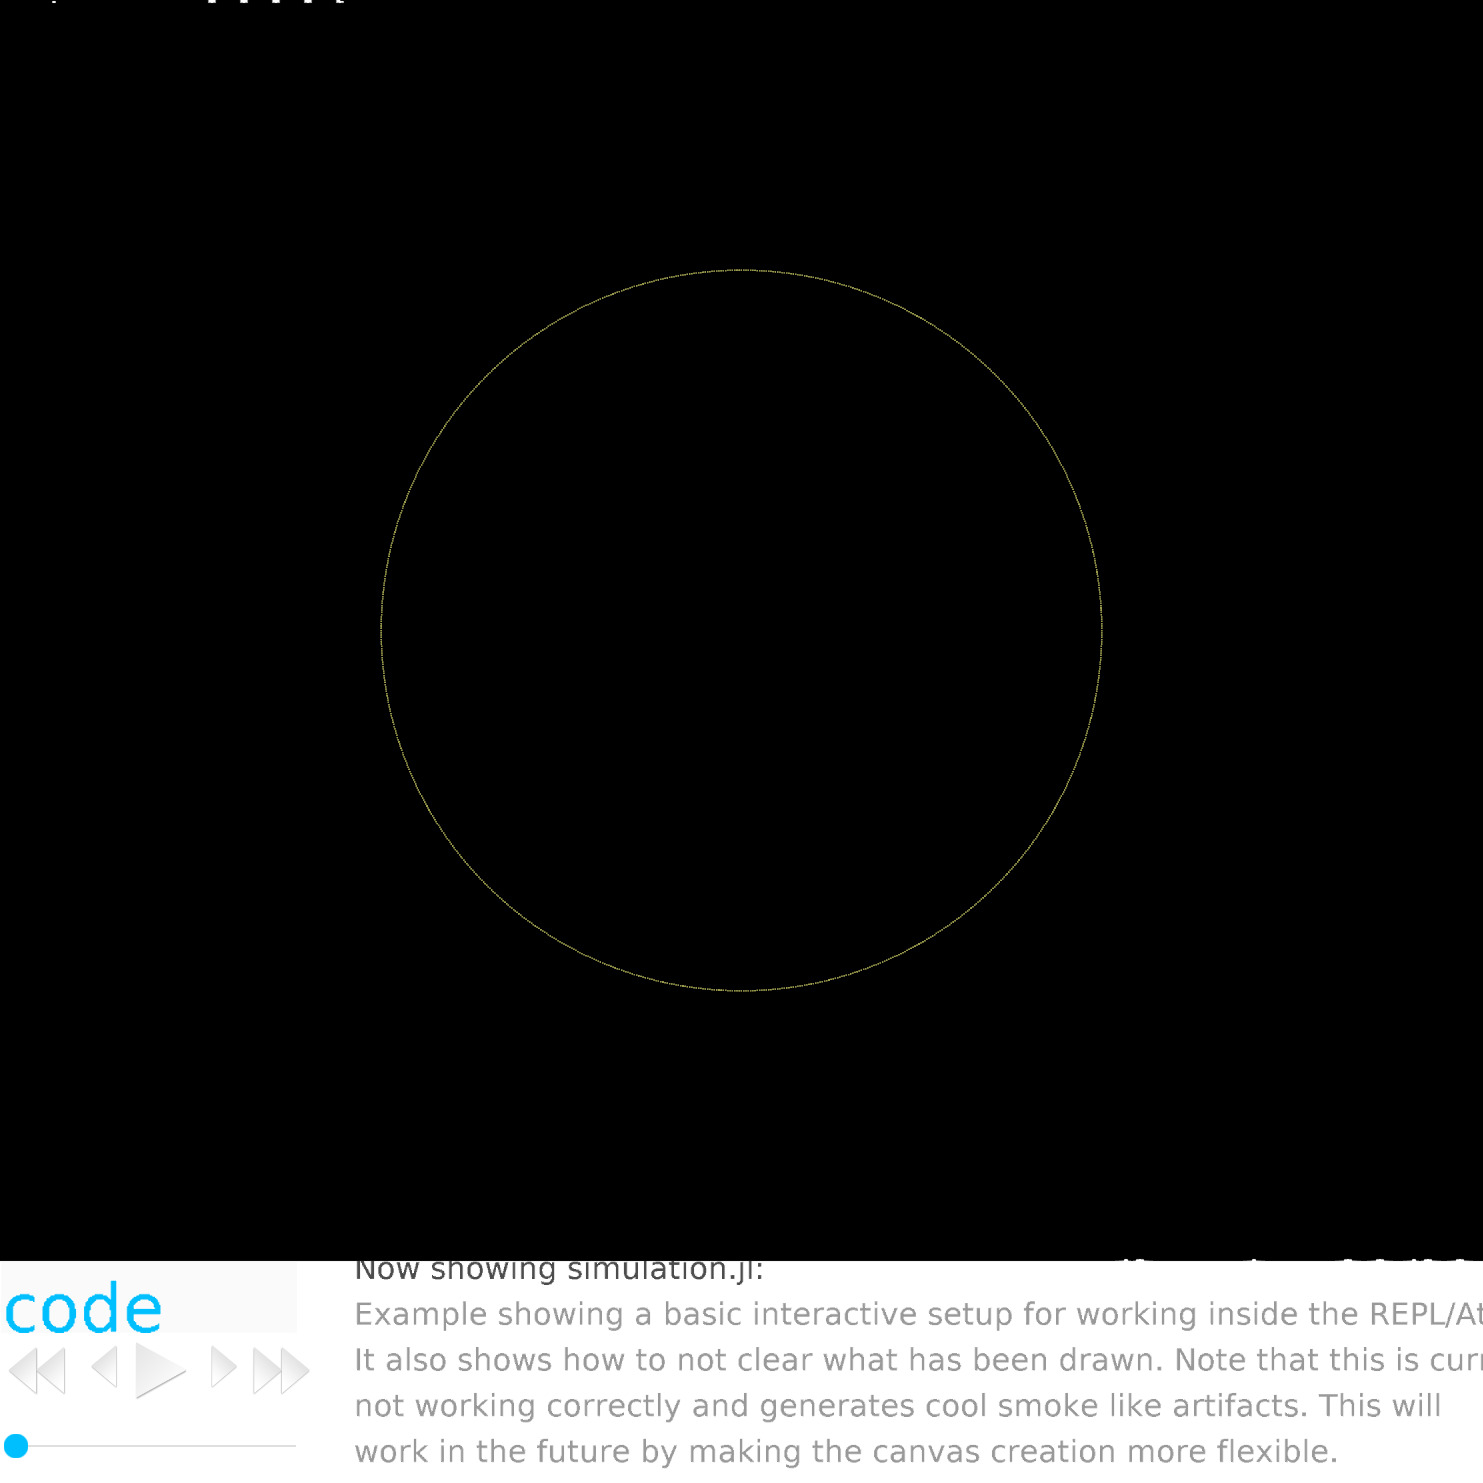 Now showing simulation.jl:
code
Example showing a basic interactive setup for working inside the REPL/At
It also shows how to not clear what has been drawn. Note that this is curr
not working correctly and generates cool smoke like artifacts. This will
work in the future by making the canvas creation more flexible.